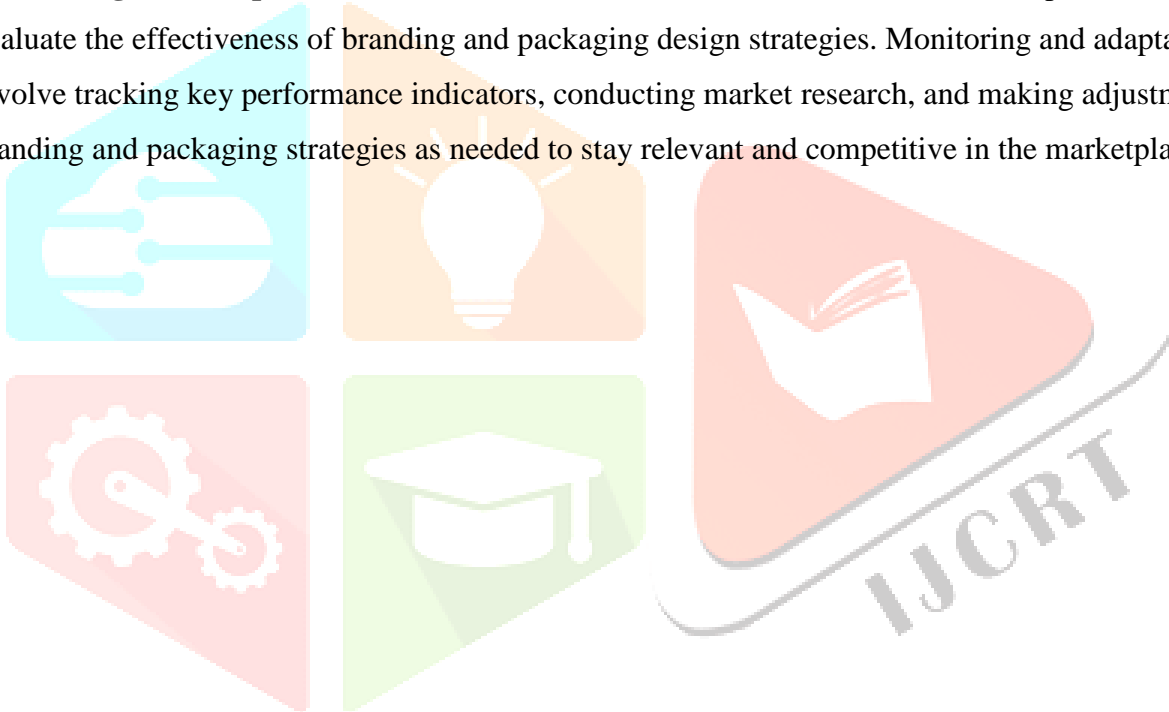 aluate the effectiveness of branding and packaging design strategies. Monitoring and adapta
volve tracking key performance indicators, conducting market research, and making adjustm
anding and packaging strategies as needed to stay relevant and competitive in the marketpla
IJCRT